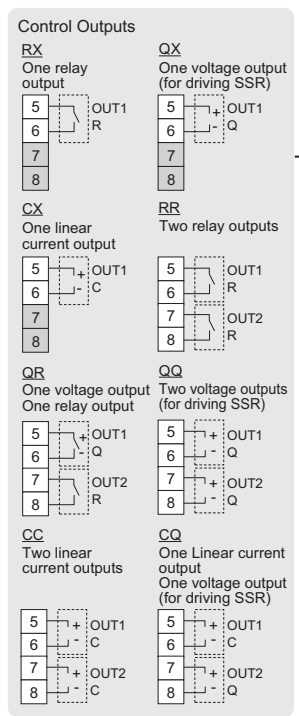 Control Outputs
RX
One relay
output
5
OUT1
6
R
7
8
QX
One voltage output
(for driving SSR)
5
+ OUT1
6
- Q
7
8
CX
One linear
current output
5
+ OUT1
6
- C
7
8
RR
Two relay outputs
5
OUT1
6
R
7
OUT2
8
R
QR
One voltage output
One relay output
5
+ OUT1
6
- Q
7
OUT2
8
R
QQ
Two voltage outputs
(for driving SSR)
5
+ OUT1
6
- Q
7
+ OUT2
8
- Q
CC
Two linear
current outputs
5
+ OUT1
6
- C
7
+ OUT2
8
- C
CQ
One Linear current
output
One voltage output
(for driving SSR)
5
+ OUT1
6
- C
7
+ OUT2
8
- Q